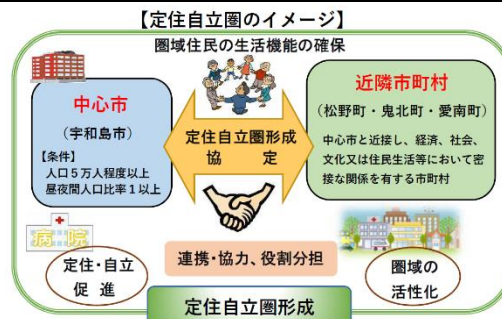 【定住自立圏のイメージ】
圏域住民の生活機能の確保
中心市
(宇和島市)
【条件】
人口5万人程度以上
昼夜間人口比率1以上
定住自立圏形成
協 定
近隣市町村
(松野町・鬼北町・愛南町)
中心市と近接し、経済、社会、
文化又は住民生活等において密
接な関係を有する市町村
病院
定住・自立
促 進
連携・協力、役割分担
圏域の
活性化
定住自立圏形成